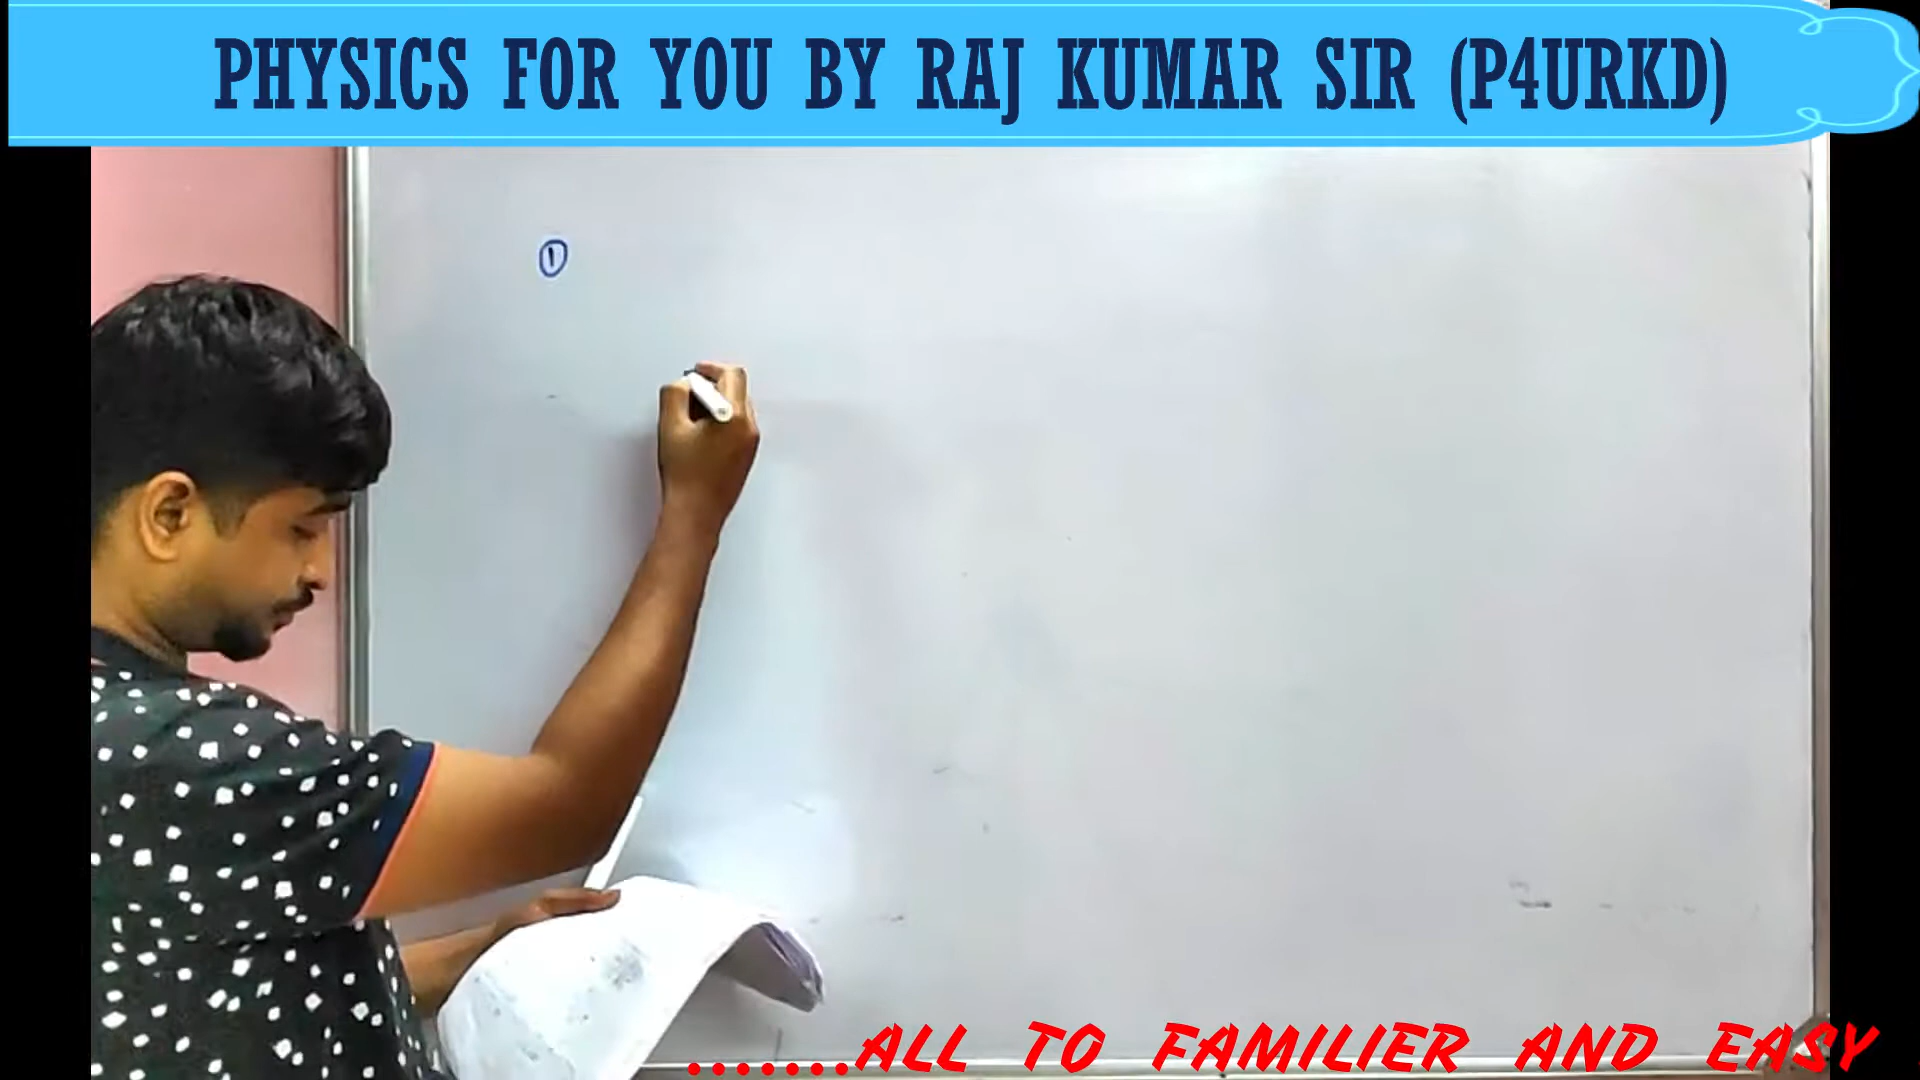 PHYSICS FOR YOU BY RAJ KUMAR SIR (P4URKD)
1
.......ALL TO FAMILIER AND EASY